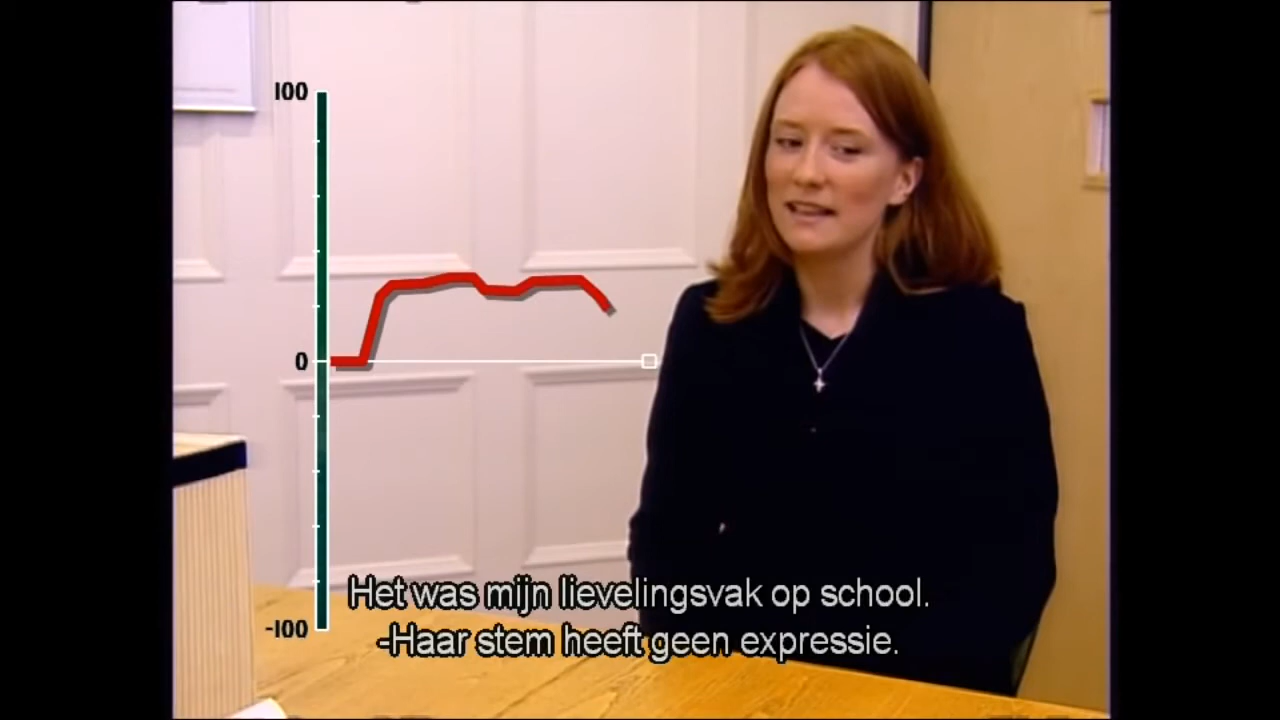 100
0
-100
Het was mijn lievelingsvak op school.
-Haar stem heeft geen expressie.